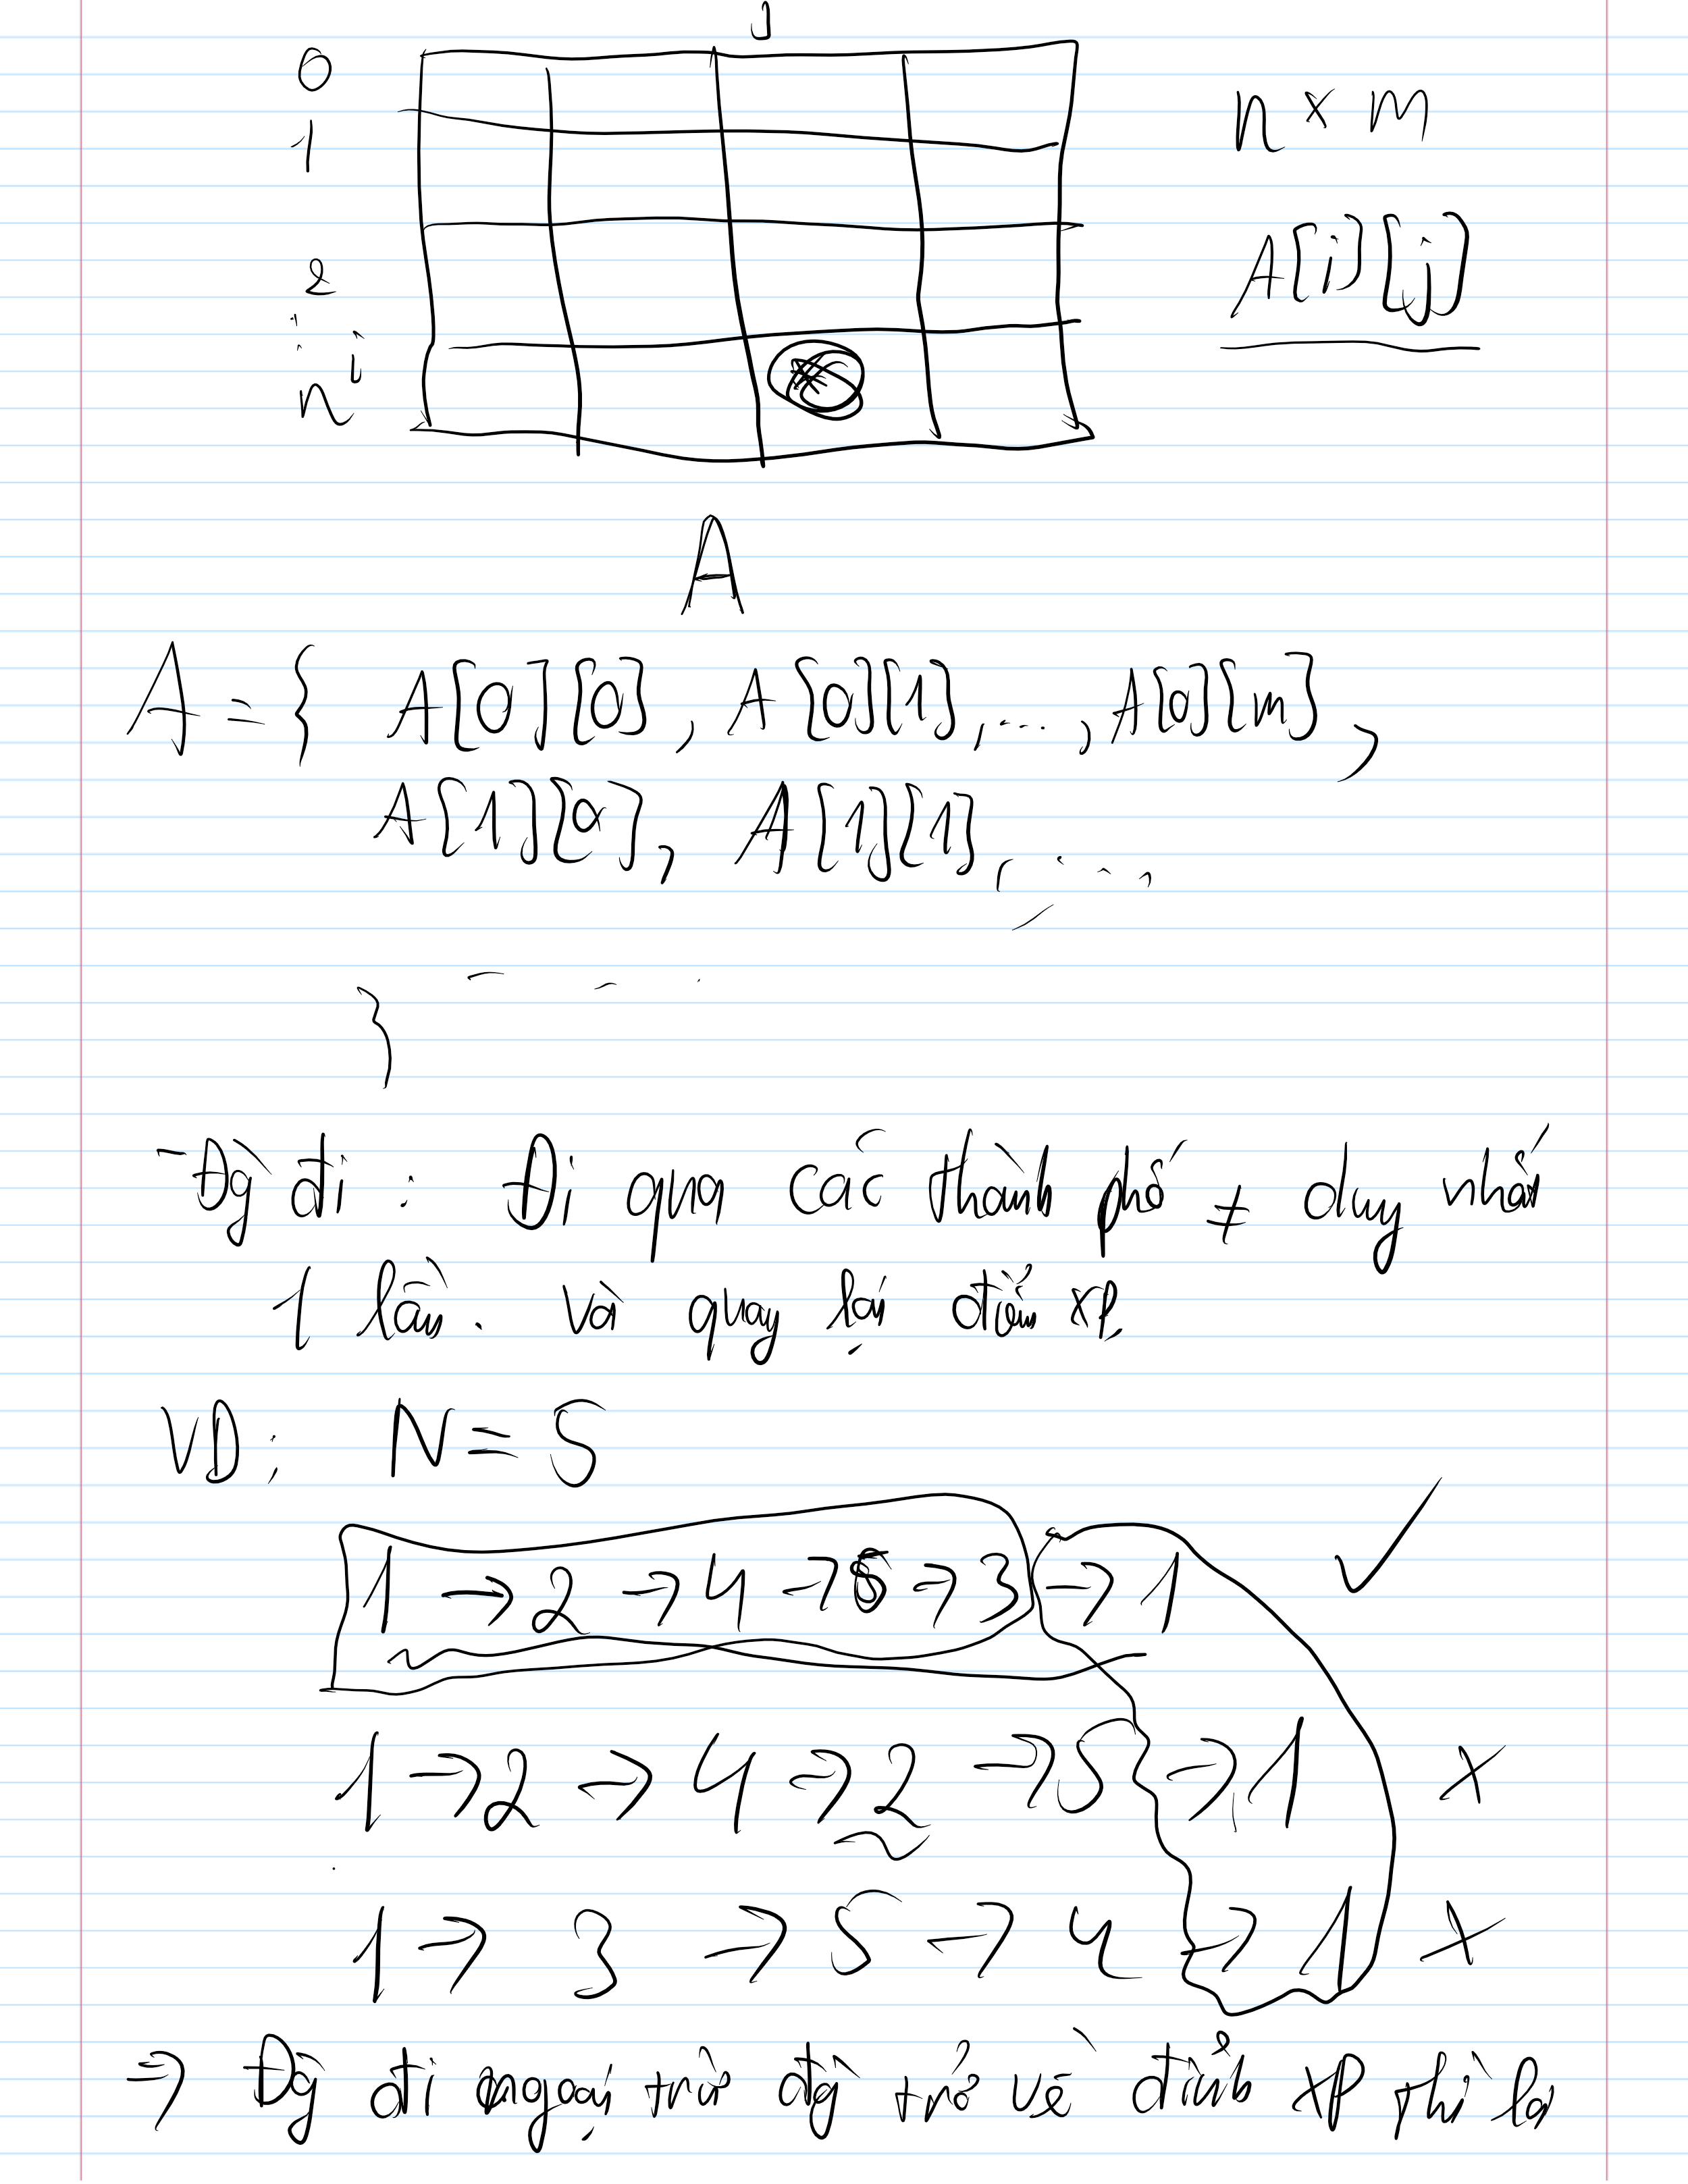 j
0
1
2
i
n
n × m
A[i][j]
A
A = { A[0][0], A[0][1], ..., A[0][m],
A[1][0], A[1][1], ...
}
- Đg đi : Đi qua các thành phố ≠ duy nhất
1 lần. và quay lại điểm XP
VD: N = 5
1 → 2 → 4 → 5 → 3 → 1 ✓
1 → 2 → 4 → 2 → 5 → 1 x
1 → 3 → 5 → 4 → 1 x
→ Đg đi ngoại trừ đg trở về đỉnh XP thì là